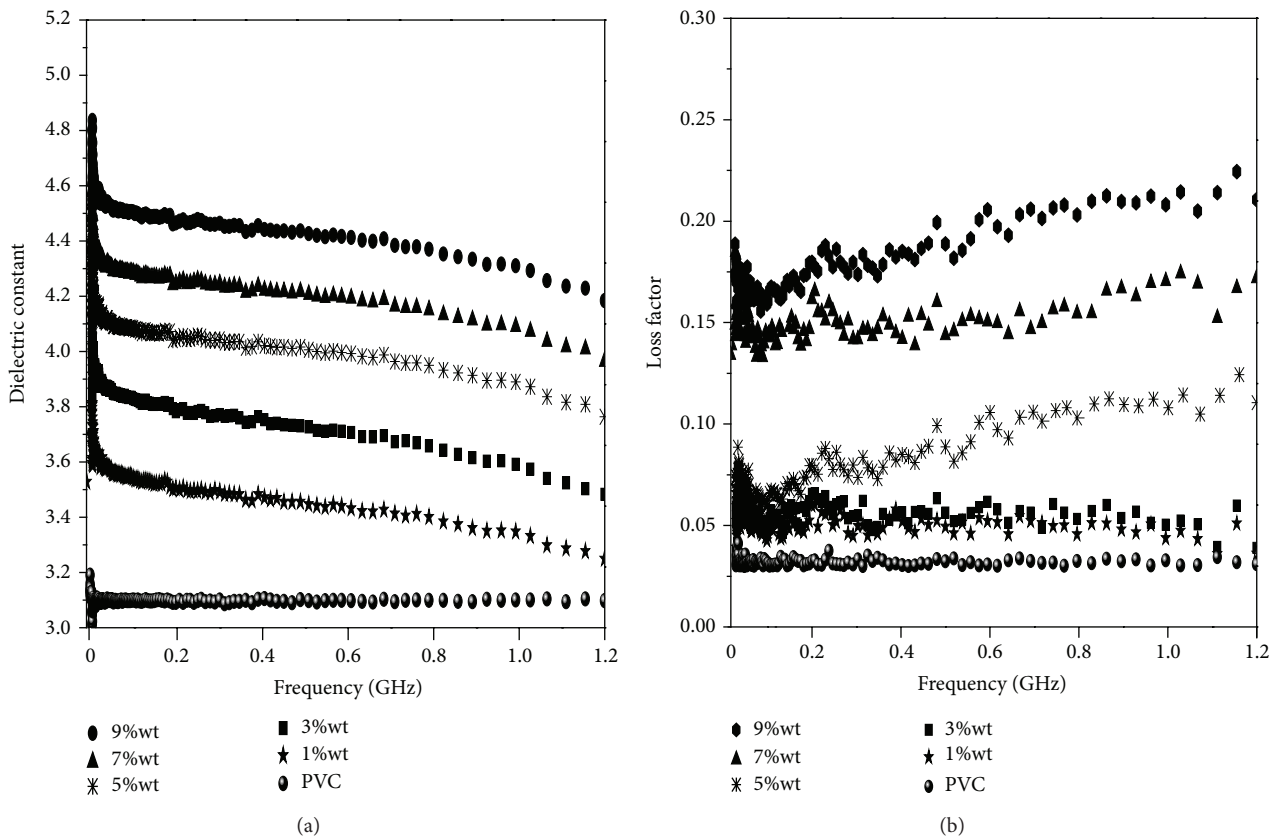 5.2
5.0
4.8
4.6
4.4
4.2
4.0
3.8
3.6
3.4
3.2
3.0
Dielectric constant
0 0.2 0.4 0.6 0.8 1.0 1.2
Frequency (GHz)
9%wt 3%wt
7%wt 1%wt
5%wt PVC
(a)
0.30
0.25
0.20
0.15
0.10
0.05
0.00
Loss factor
0 0.2 0.4 0.6 0.8 1.0 1.2
Frequency (GHz)
9%wt 3%wt
7%wt 1%wt
5%wt PVC
(b)